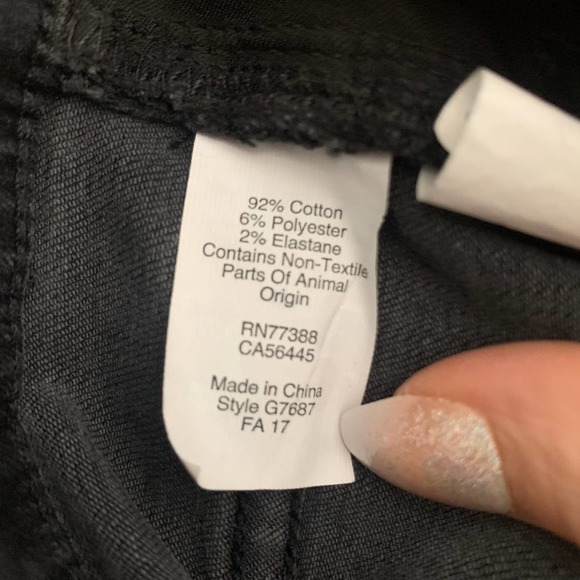 92% Cotton
6% Polyester
2% Elastane
Contains Non-Textile
Parts Of Animal
Origin
RN77388
CA56445
Made in China
Style G7687
FA 17